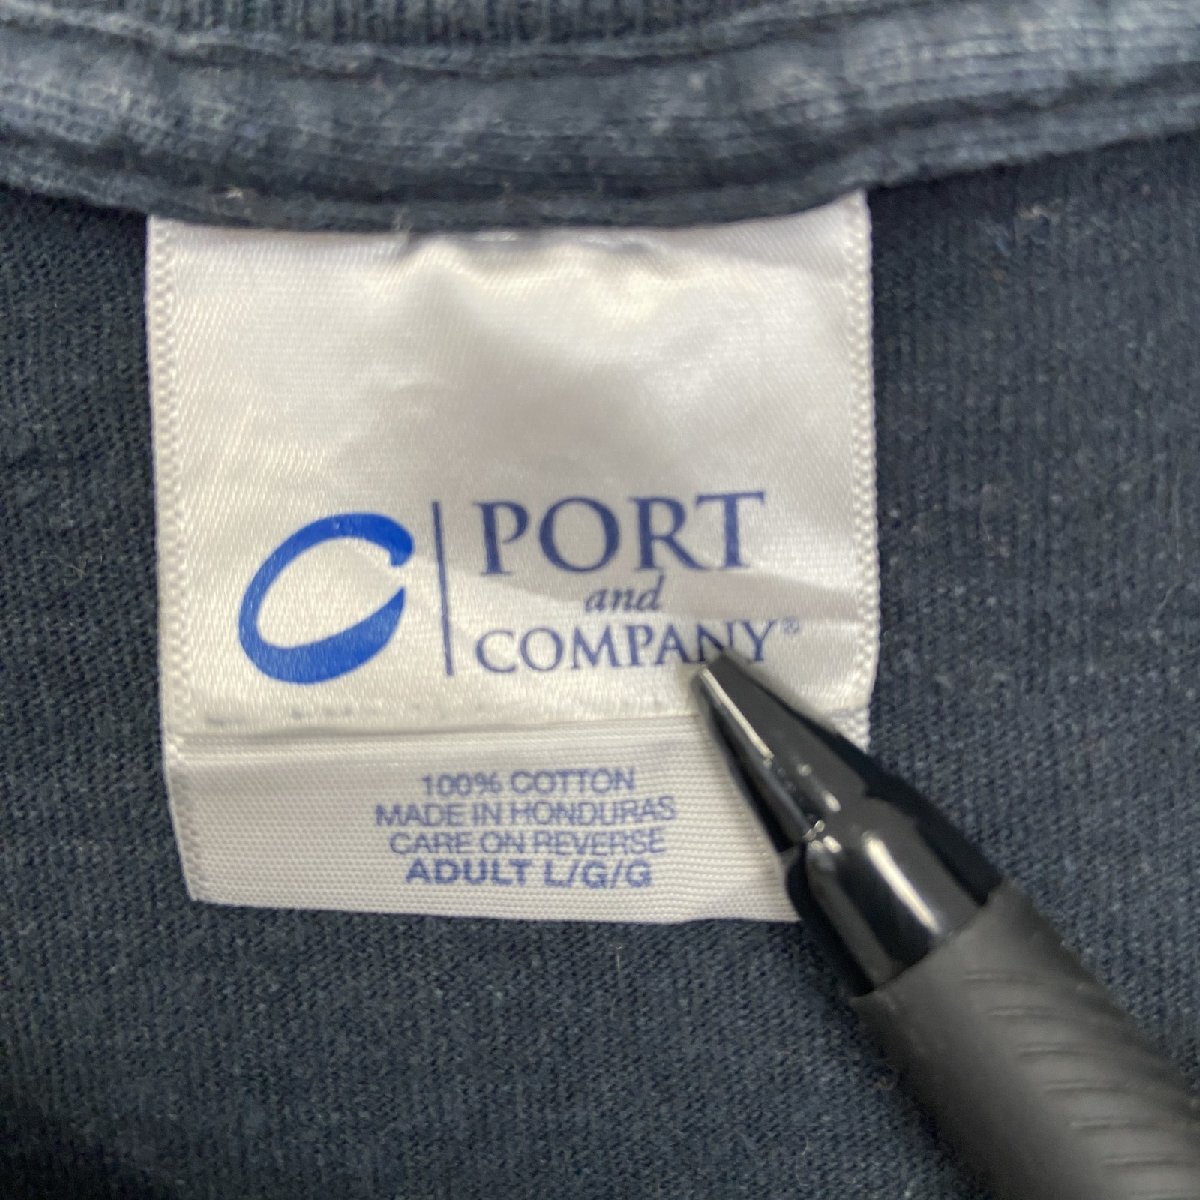 PORT
and
COMPANY®
100% COTTON
MADE IN HONDURAS
CARE ON REVERSE
ADULT L/G/G